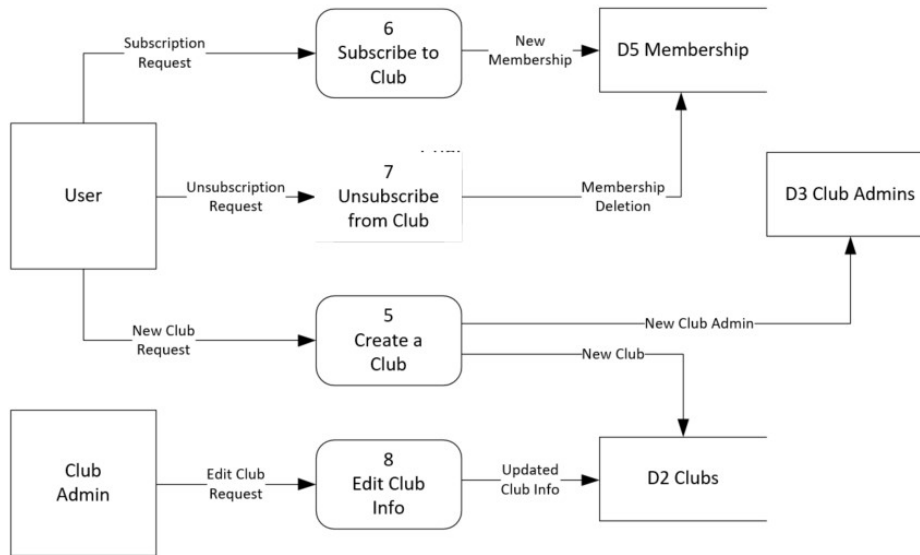 Subscription
Request
6
Subscribe to
Club
New
Membership
D5 Membership
User
Unsubscription
Request
7
Unsubscribe
from Club
Membership
Deletion
D3 Club Admins
New Club
Request
5
Create a
Club
New Club Admin
New Club
Club
Admin
Edit Club
Request
8
Edit Club
Info
Updated
Club Info
D2 Clubs